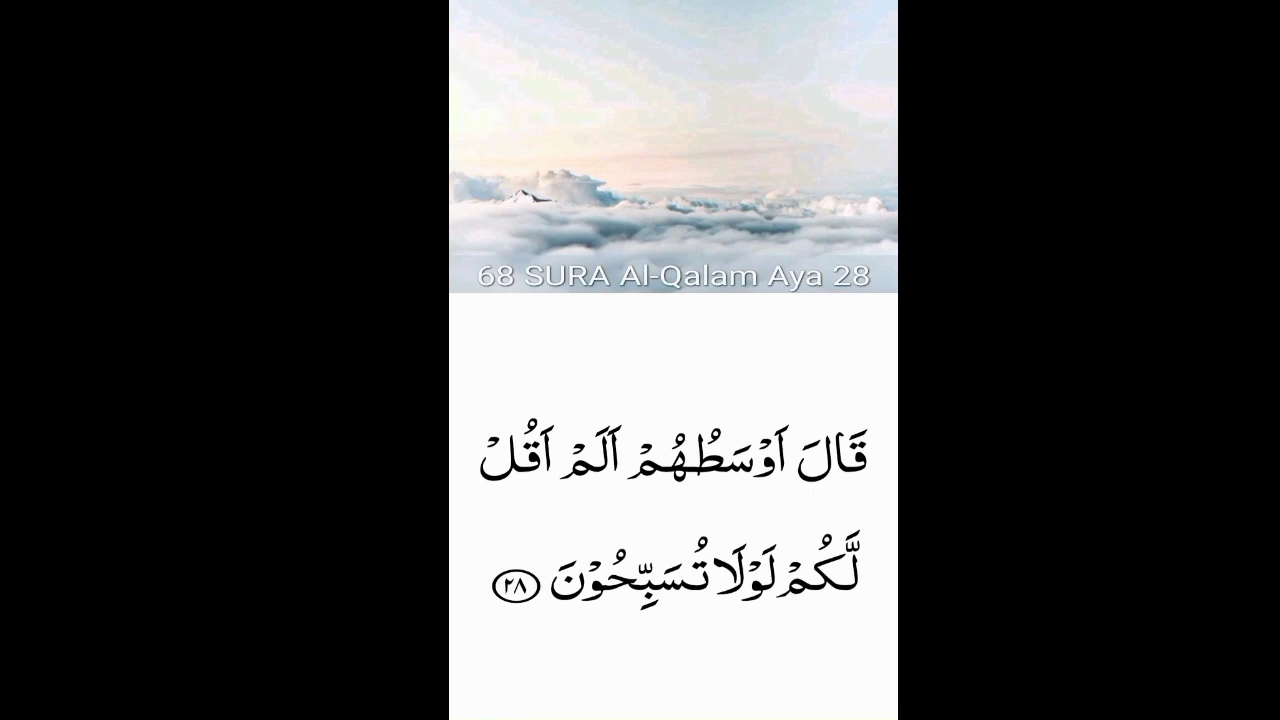 68 SURA Al-Qalam Aya 28
قَالَ اَوْسَطُهُمْ اَلَمْ اَقُلْ
لَّكُمْ لَوْلَا تُسَبِّحُوْنَ ٢٨